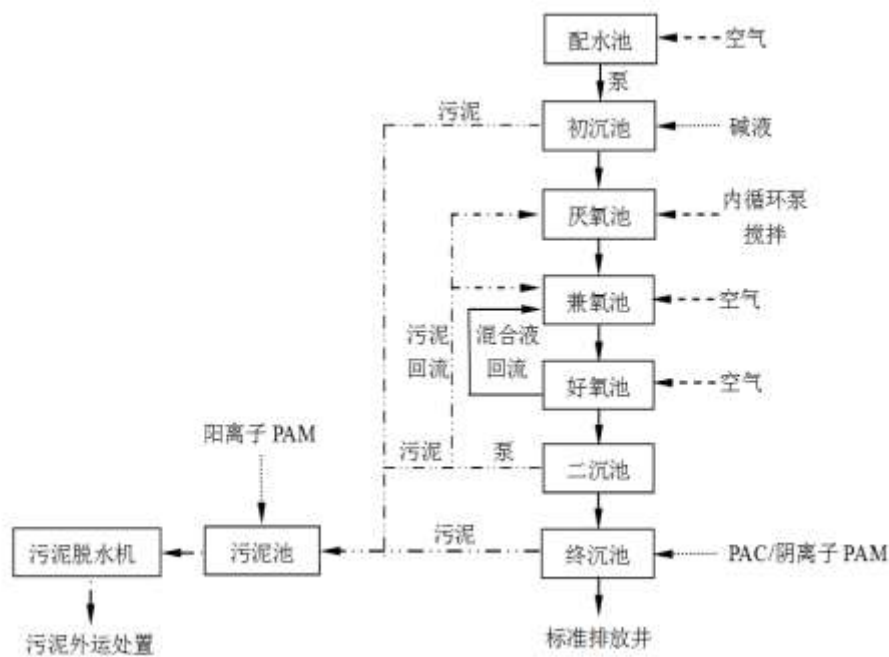 配水池
空气
泵
污泥
初沉池
碱液
厌氧池
内循环泵
搅拌
兼氧池
空气
污泥
回流
混合液
回流
好氧池
空气
阳离子 PAM
污泥
泵
二沉池
污泥脱水机
污泥池
污泥
终沉池
PAC/阴离子 PAM
污泥外运处置
标准排放井